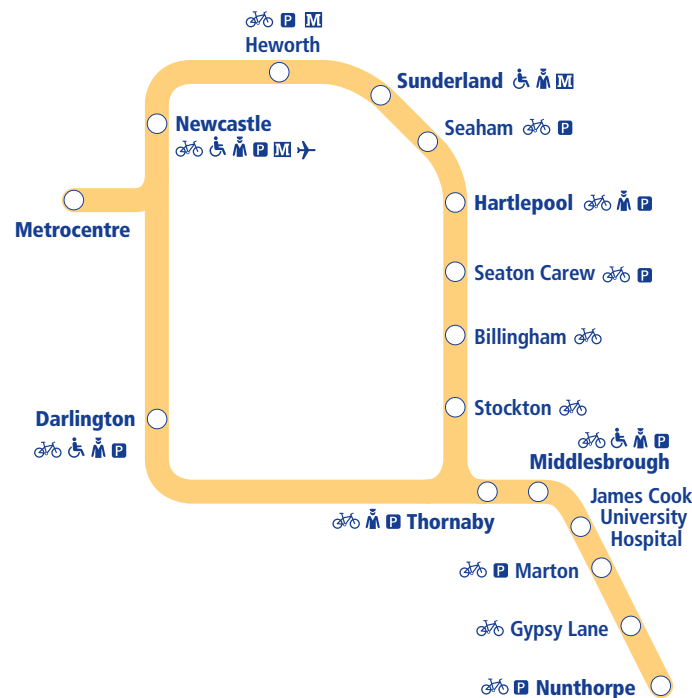 P M
Heworth
Sunderland M
Newcastle
P M
Seaham P
Metrocentre
Hartlepool P
Seaton Carew P
Billingham
Stockton
Darlington
P
P
Middlesbrough
James Cook
University
Hospital
P Thornaby
P Marton
Gypsy Lane
P Nunthorpe